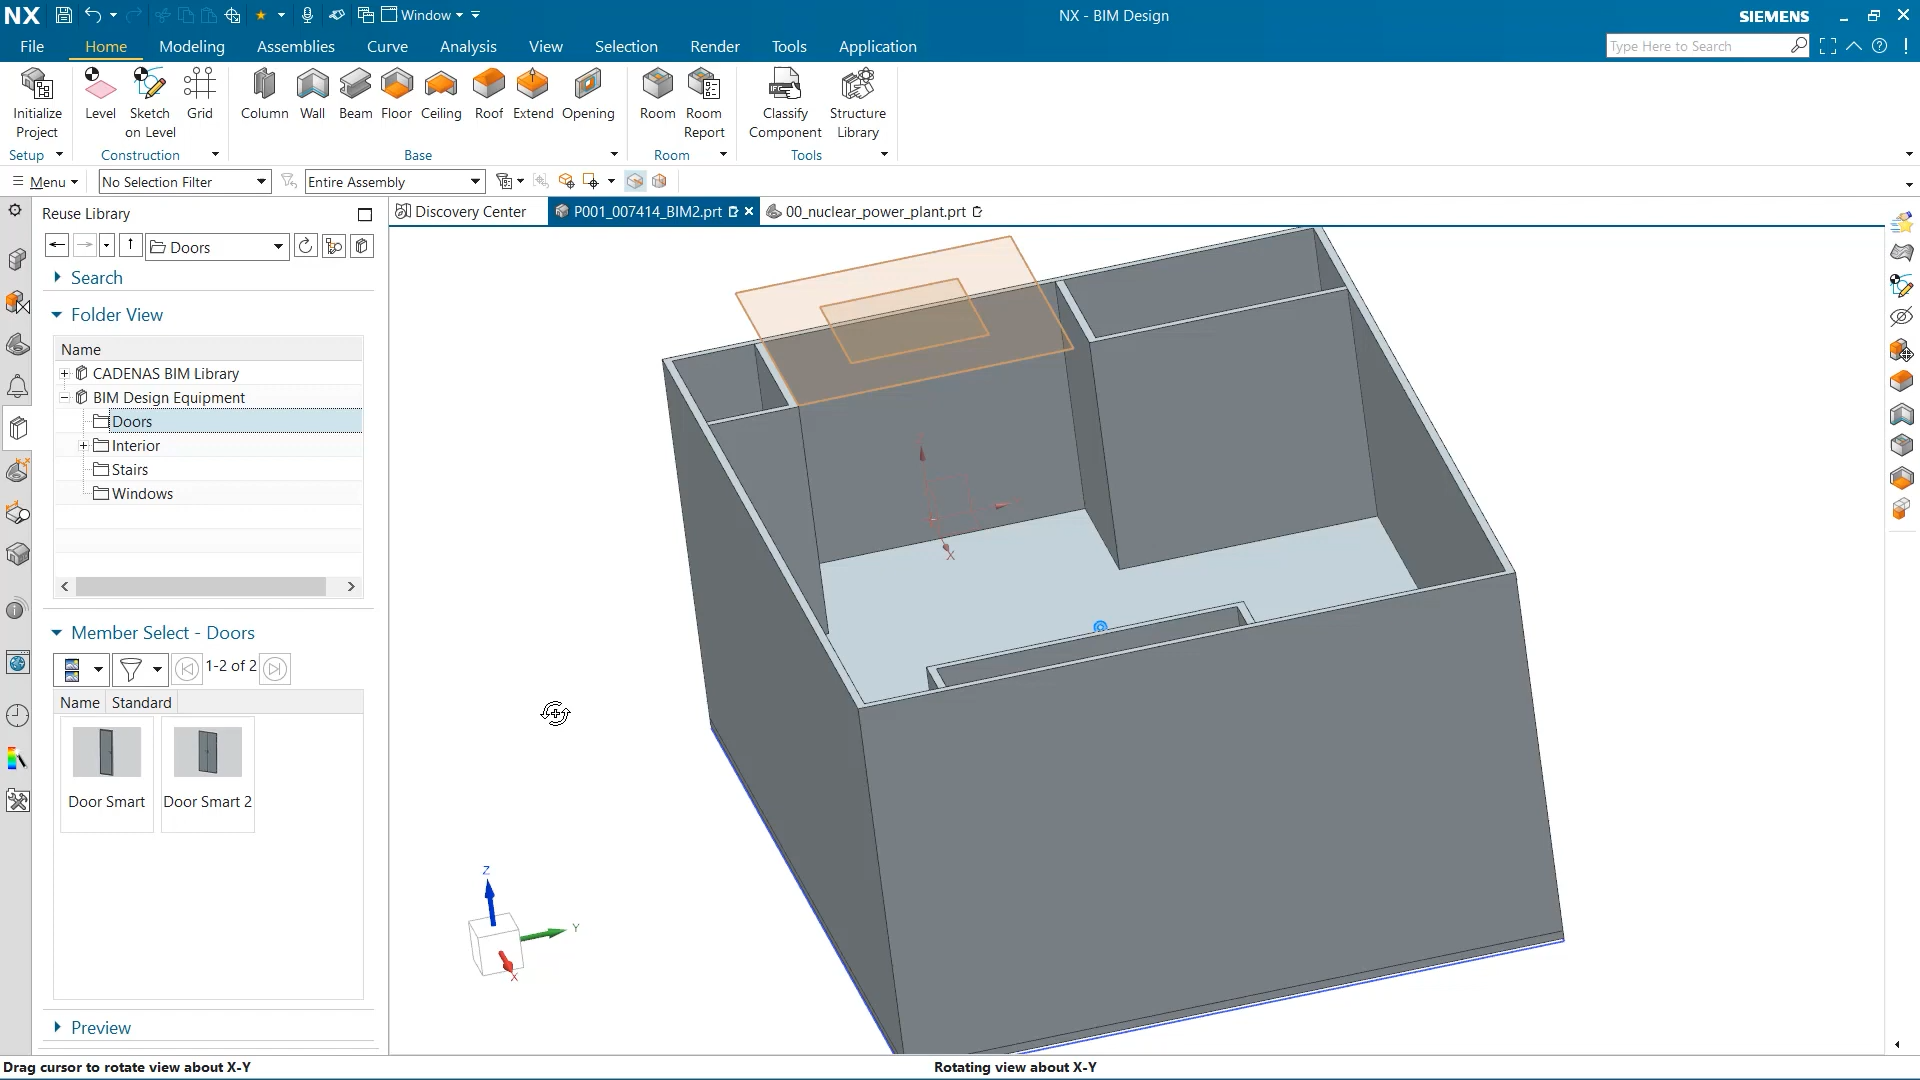 NX
Window
NX - BIM Design
SIEMENS
File
Home
Modeling
Assemblies
Curve
Analysis
View
Selection
Render
Tools
Application
Type Here to Search
Initialize
Project
Level
Sketch
on Level
Grid
Column
Wall
Beam
Floor
Ceiling
Roof
Extend
Opening
Room
Room
Report
IFC
Classify
Component
Structure
Library
Setup
Construction
Base
Room
Tools
Menu
No Selection Filter
Entire Assembly
Reuse Library
Discovery Center
P001_007414_BIM2.prt
00_nuclear_power_plant.prt
Doors
Search
Folder View
Name
CADENAS BIM Library
BIM Design Equipment
Doors
Interior
Stairs
Windows
Member Select - Doors
1-2 of 2
Name
Standard
Door Smart
Door Smart 2
X
Z
Y
X
Preview
Drag cursor to rotate view about X-Y
Rotating view about X-Y